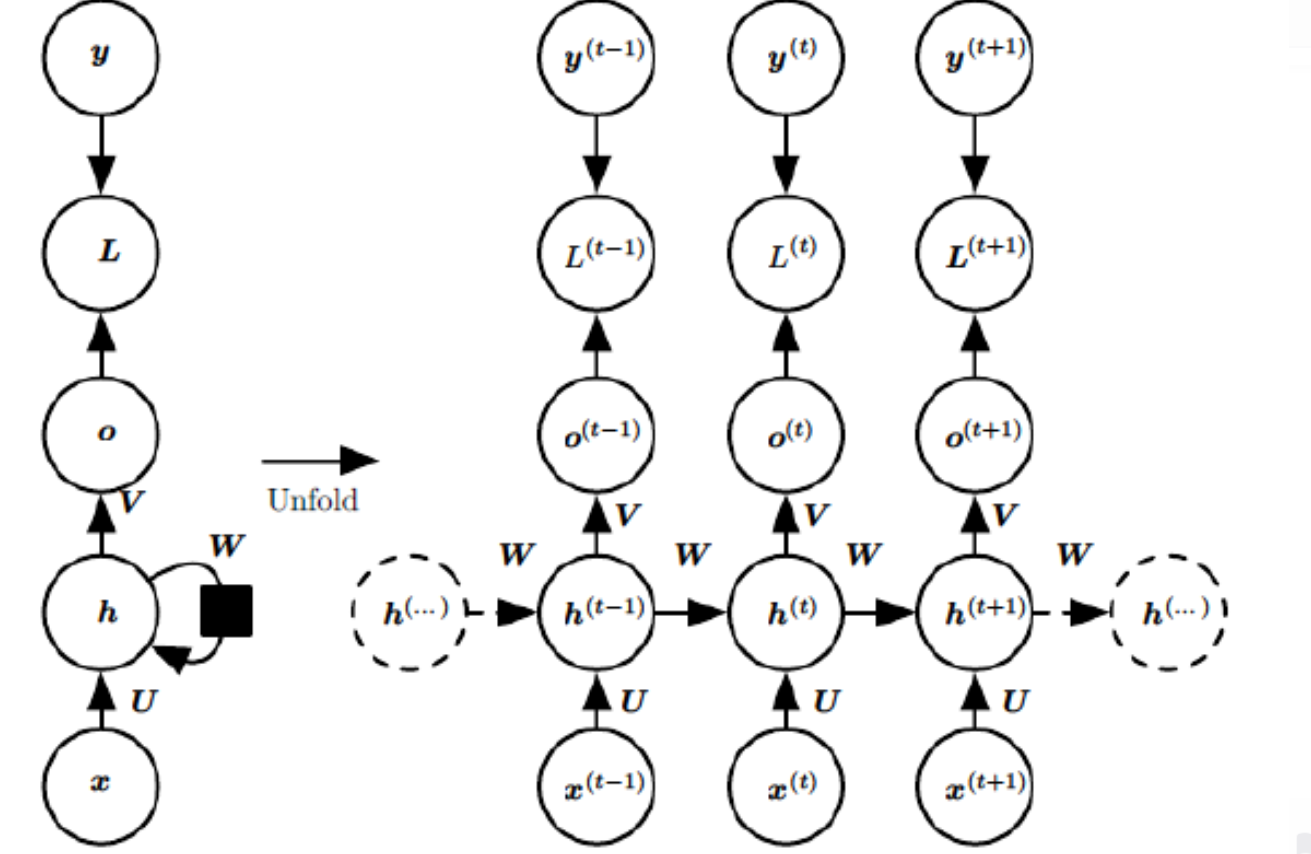 y y^(t−1) y^(t) y^(t+1)
L L^(t−1) L^(t) L^(t+1)
o o^(t−1) o^(t) o^(t+1)
Unfold
V V V V
W W W W W
h h^(...) h^(t−1) h^(t) h^(t+1) h^(...)
U U U U
x x^(t−1) x^(t) x^(t+1)